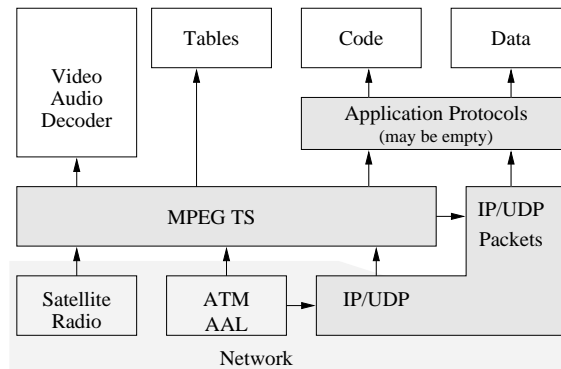 Tables
Code
Data
Video
Audio
Decoder
Application Protocols
(may be empty)
MPEG TS
IP/UDP
Packets
Satellite
Radio
ATM
AAL
IP/UDP
Network